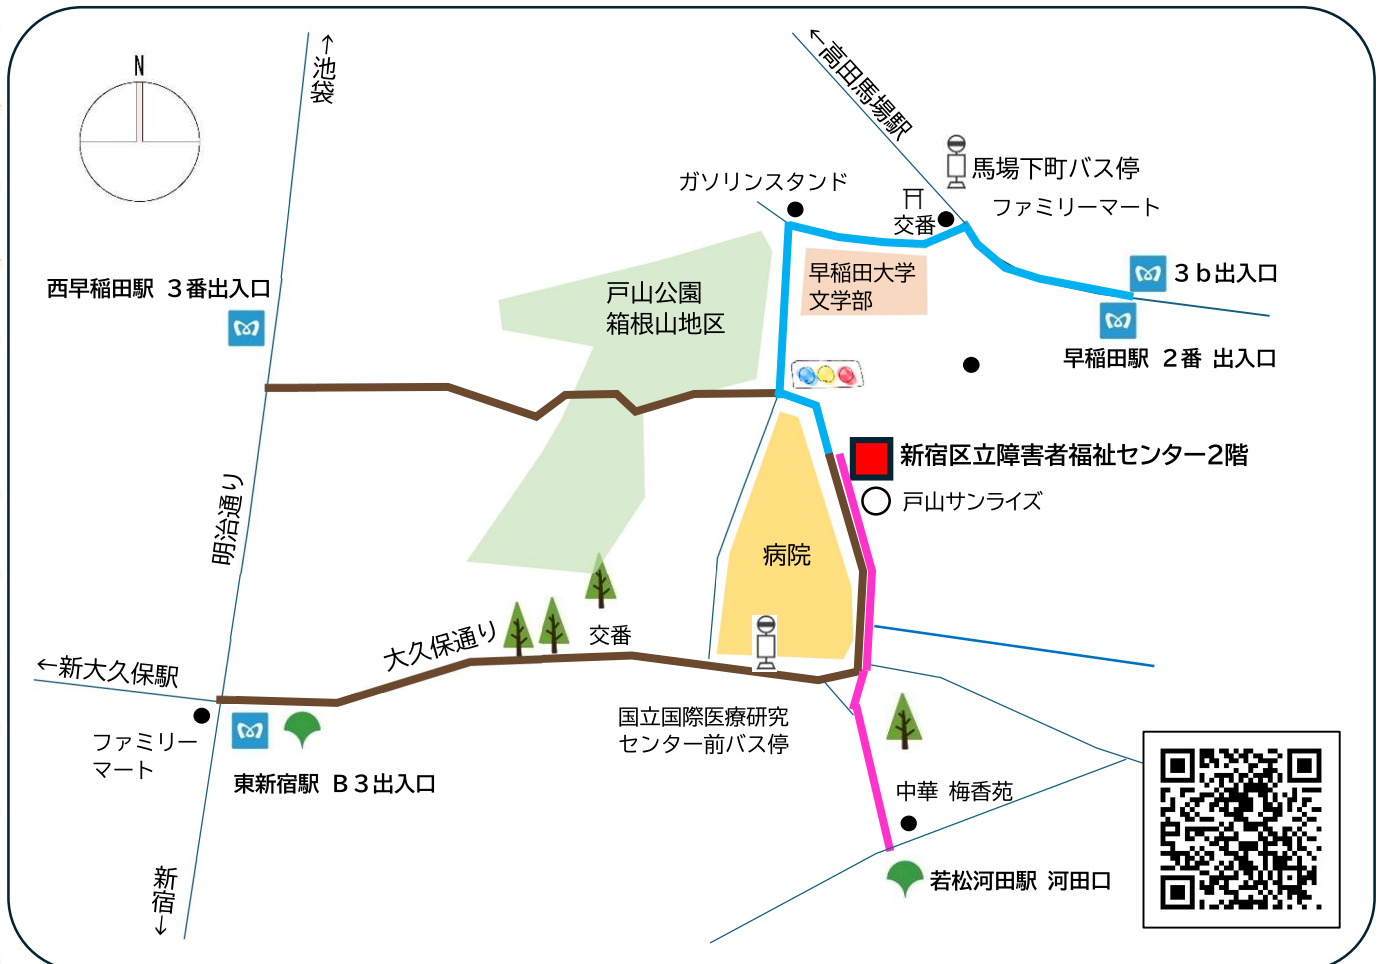 N
↑池袋
←高田馬場駅
馬場下町バス停
ガソリンスタンド
交番
ファミリーマート
西早稲田駅 3番出入口
戸山公園
箱根山地区
早稲田大学
文学部
3b出入口
早稲田駅 2番 出入口
新宿区立障害者福祉センター2階
戸山サンライズ
明治通り
病院
大久保通り
交番
←新大久保駅
国立国際医療研究
センター前バス停
ファミリー
マート
東新宿駅 B3出入口
中華 梅香苑
新宿→
若松河田駅 河田口